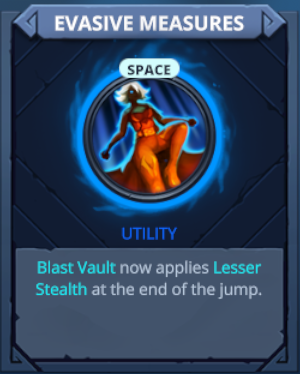 EVASIVE MEASURES
SPACE
UTILITY
Blast Vault now applies Lesser
Stealth at the end of the jump.